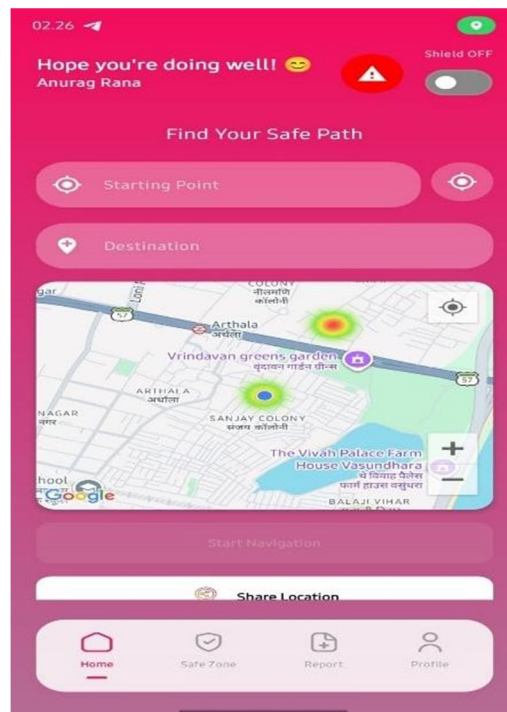 02.26
Shield OFF
Hope you're doing well! 😊
Anurag Rana
Find Your Safe Path
Starting Point
Destination
COLONY
नीलमणि
कॉलोनी
gar
Loni
57
Arthala
अर्थला
Vrindavan greens garden
वृंदावन गार्डन ग्रीन्स
57
ARTHALA
अर्थला
NAGAR
नगर
SANJAY COLONY
संजय कॉलोनी
The Vivah Palace Farm
House Vasundhara
थे विवाह पैलेस
फार्म हाउस वसुंधरा
+
−
hool
Google
BALAJI VIHAR
Start Navigation
Share Location
Home
Safe Zone
Report
Profile